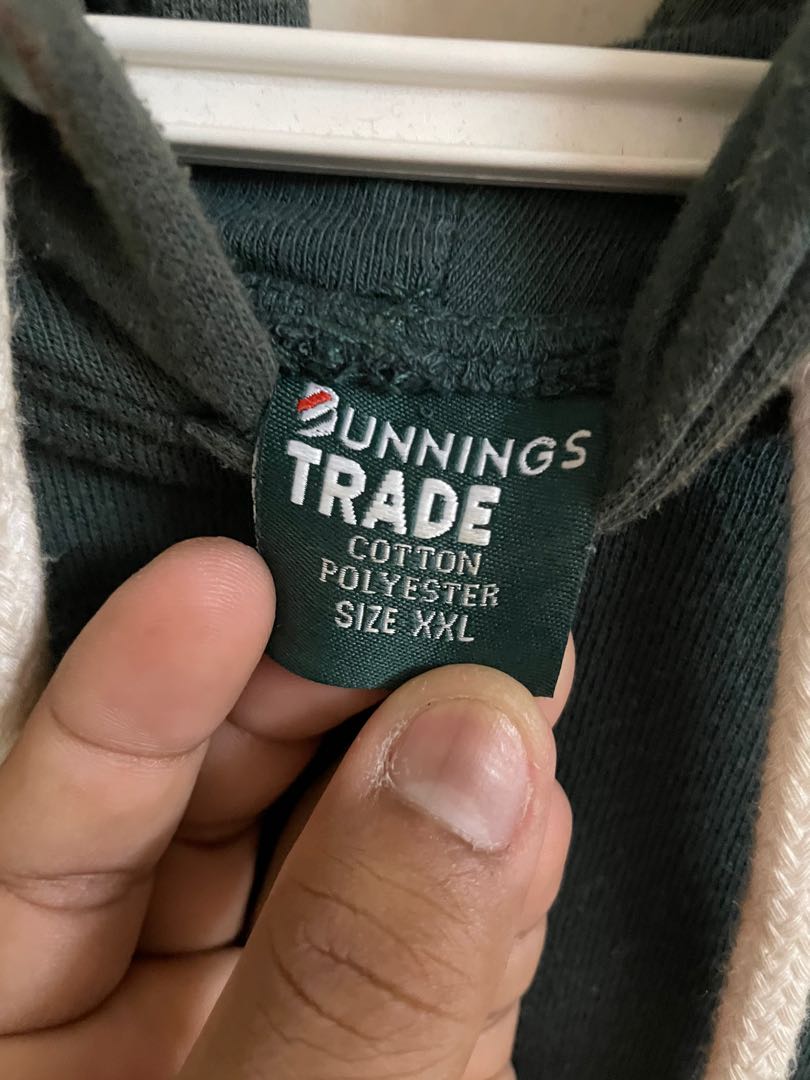 BUNNINGS
TRADE
COTTON
POLYESTER
SIZE XXL